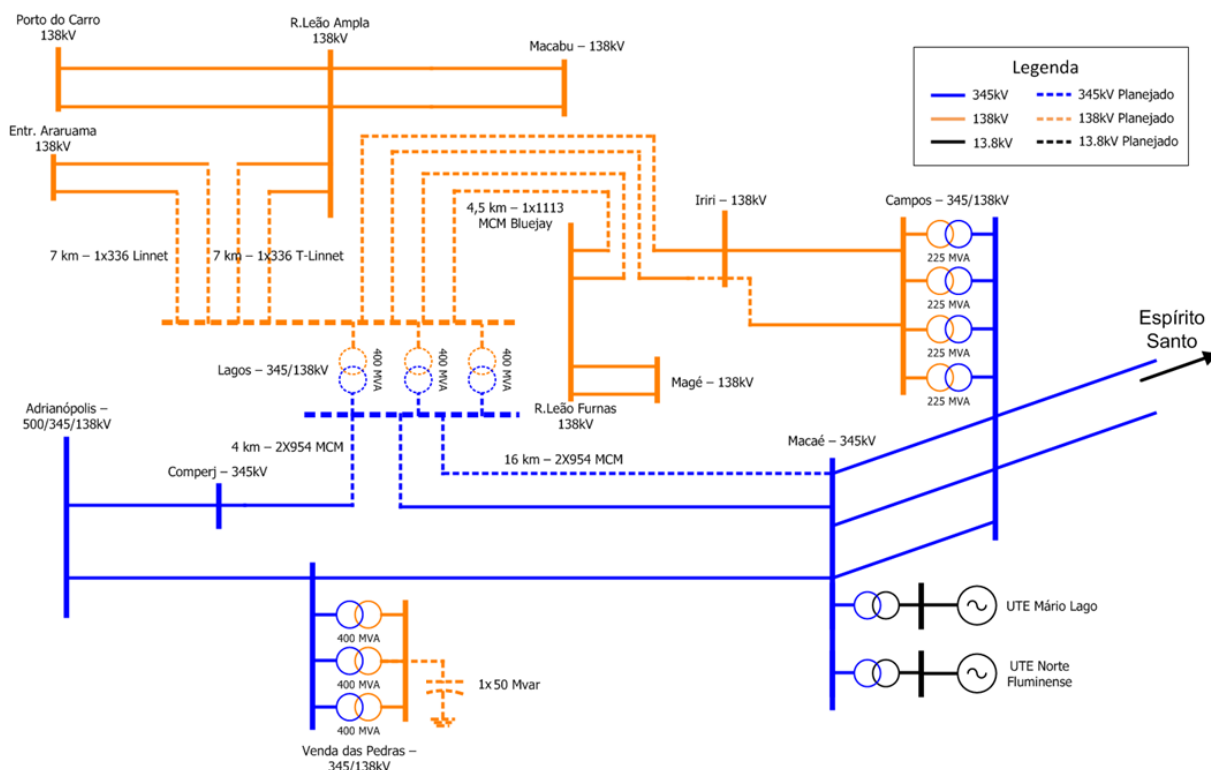 Porto do Carro
138kV
R.Leão Ampla
138kV
Macabu – 138kV
Legenda
345kV
345kV Planejado
138kV
138kV Planejado
13.8kV
13.8kV Planejado
Entr. Araruama
138kV
4,5 km – 1x1113
MCM Bluejay
Iriri – 138kV
Campos – 345/138kV
225 MVA
225 MVA
225 MVA
225 MVA
7 km – 1x336 Linnet
7 km – 1x336 T-Linnet
Espírito
Santo
Lagos – 345/138kV
400 MVA
400 MVA
400 MVA
Magé – 138kV
R.Leão Furnas
138kV
Adrianópolis –
500/345/138kV
4 km – 2X954 MCM
Comperj – 345kV
16 km – 2X954 MCM
Macaé – 345kV
400 MVA
400 MVA
400 MVA
1x50 Mvar
UTE Mário Lago
UTE Norte
Fluminense
Venda das Pedras –
345/138kV